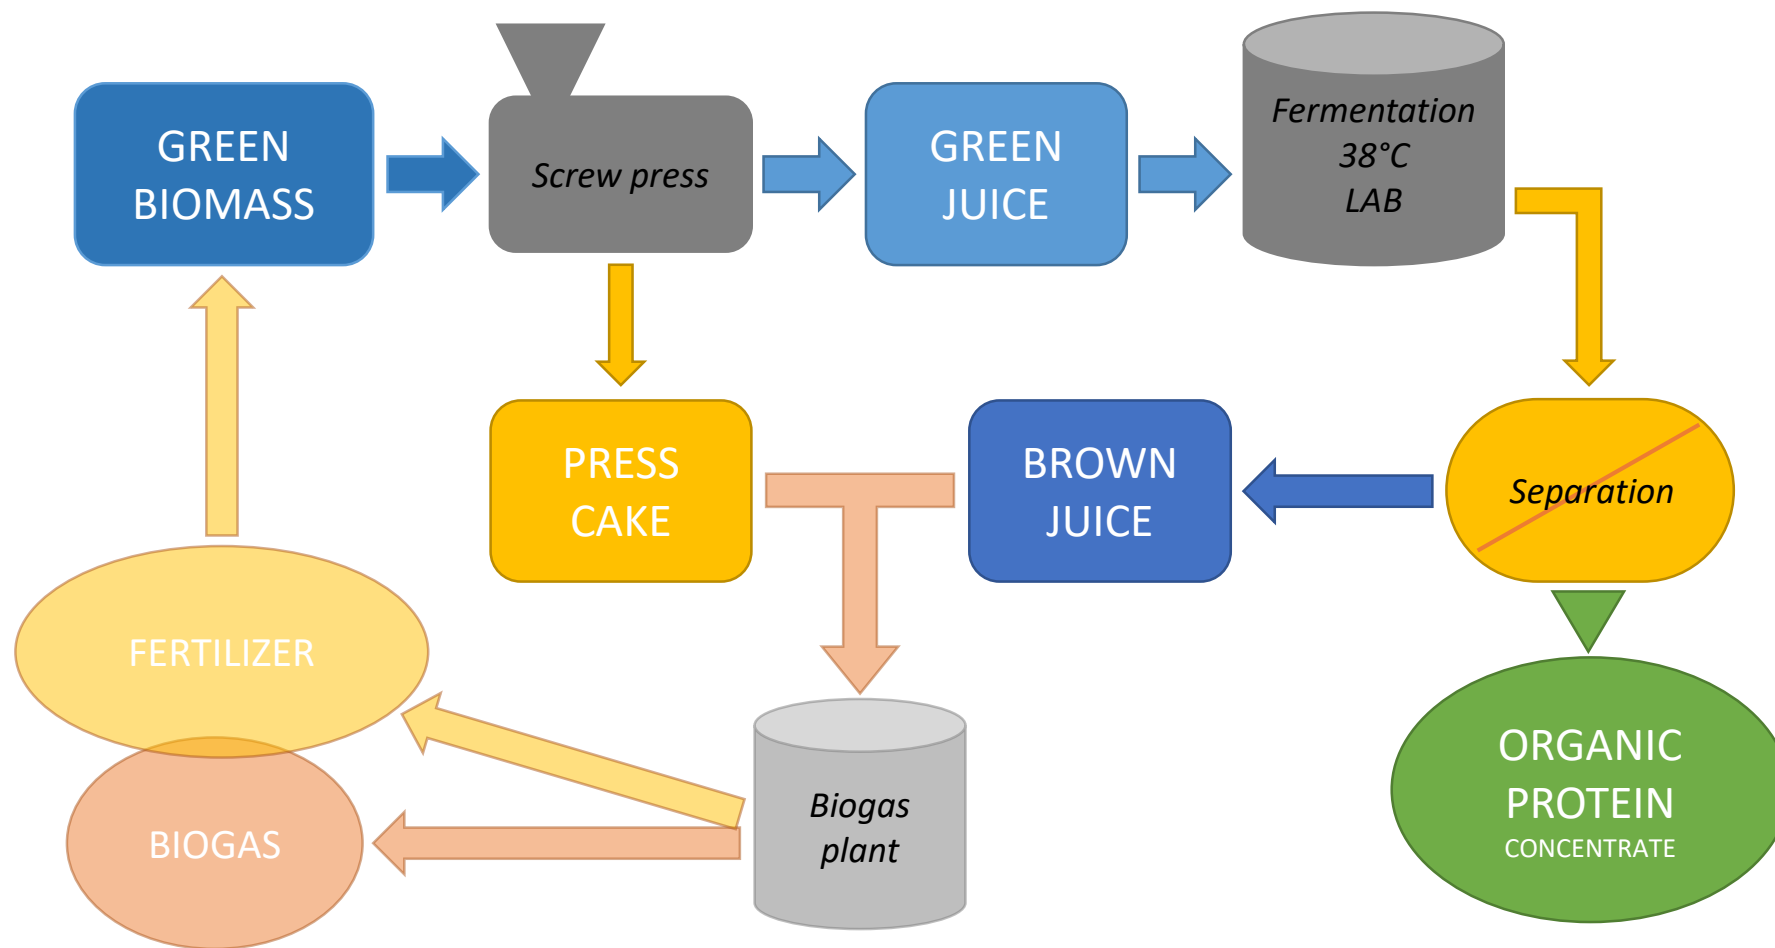 GREEN
BIOMASS
Screw press
GREEN
JUICE
Fermentation
38°C
LAB
PRESS
CAKE
BROWN
JUICE
Separation
FERTILIZER
BIOGAS
Biogas
plant
ORGANIC
PROTEIN
CONCENTRATE